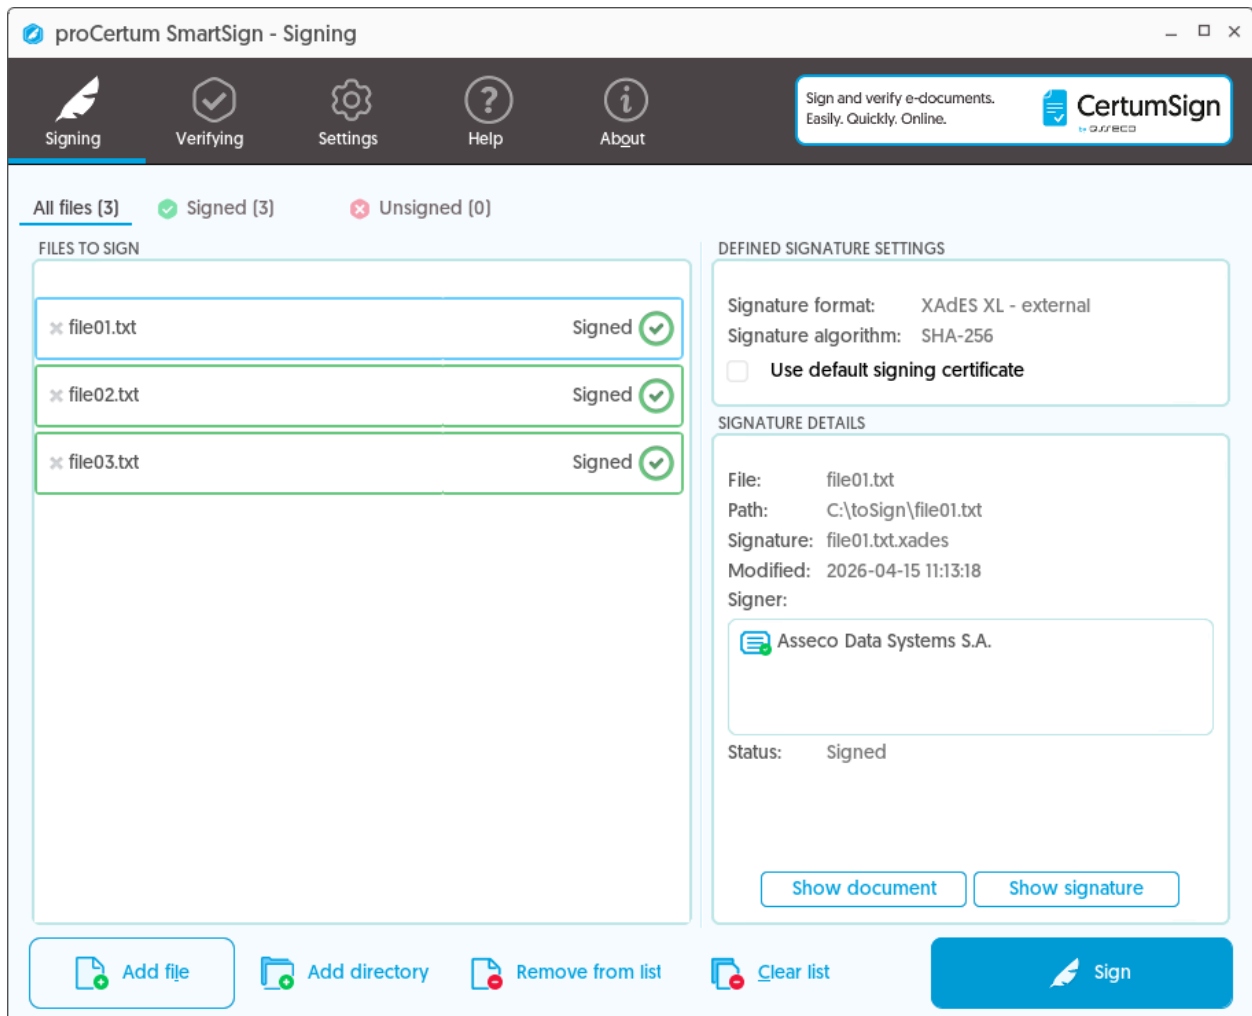 proCertum SmartSign - Signing
Signing
Verifying
Settings
Help
About
Sign and verify e-documents.
Easily. Quickly. Online.
CertumSign
by asseco
All files (3)
Signed (3)
Unsigned (0)
FILES TO SIGN
file01.txt Signed
file02.txt Signed
file03.txt Signed
DEFINED SIGNATURE SETTINGS
Signature format: XAdES XL - external
Signature algorithm: SHA-256
Use default signing certificate
SIGNATURE DETAILS
File: file01.txt
Path: C:\toSign\file01.txt
Signature: file01.txt.xades
Modified: 2026-04-15 11:13:18
Signer:
Asseco Data Systems S.A.
Status: Signed
Show document
Show signature
Add file
Add directory
Remove from list
Clear list
Sign